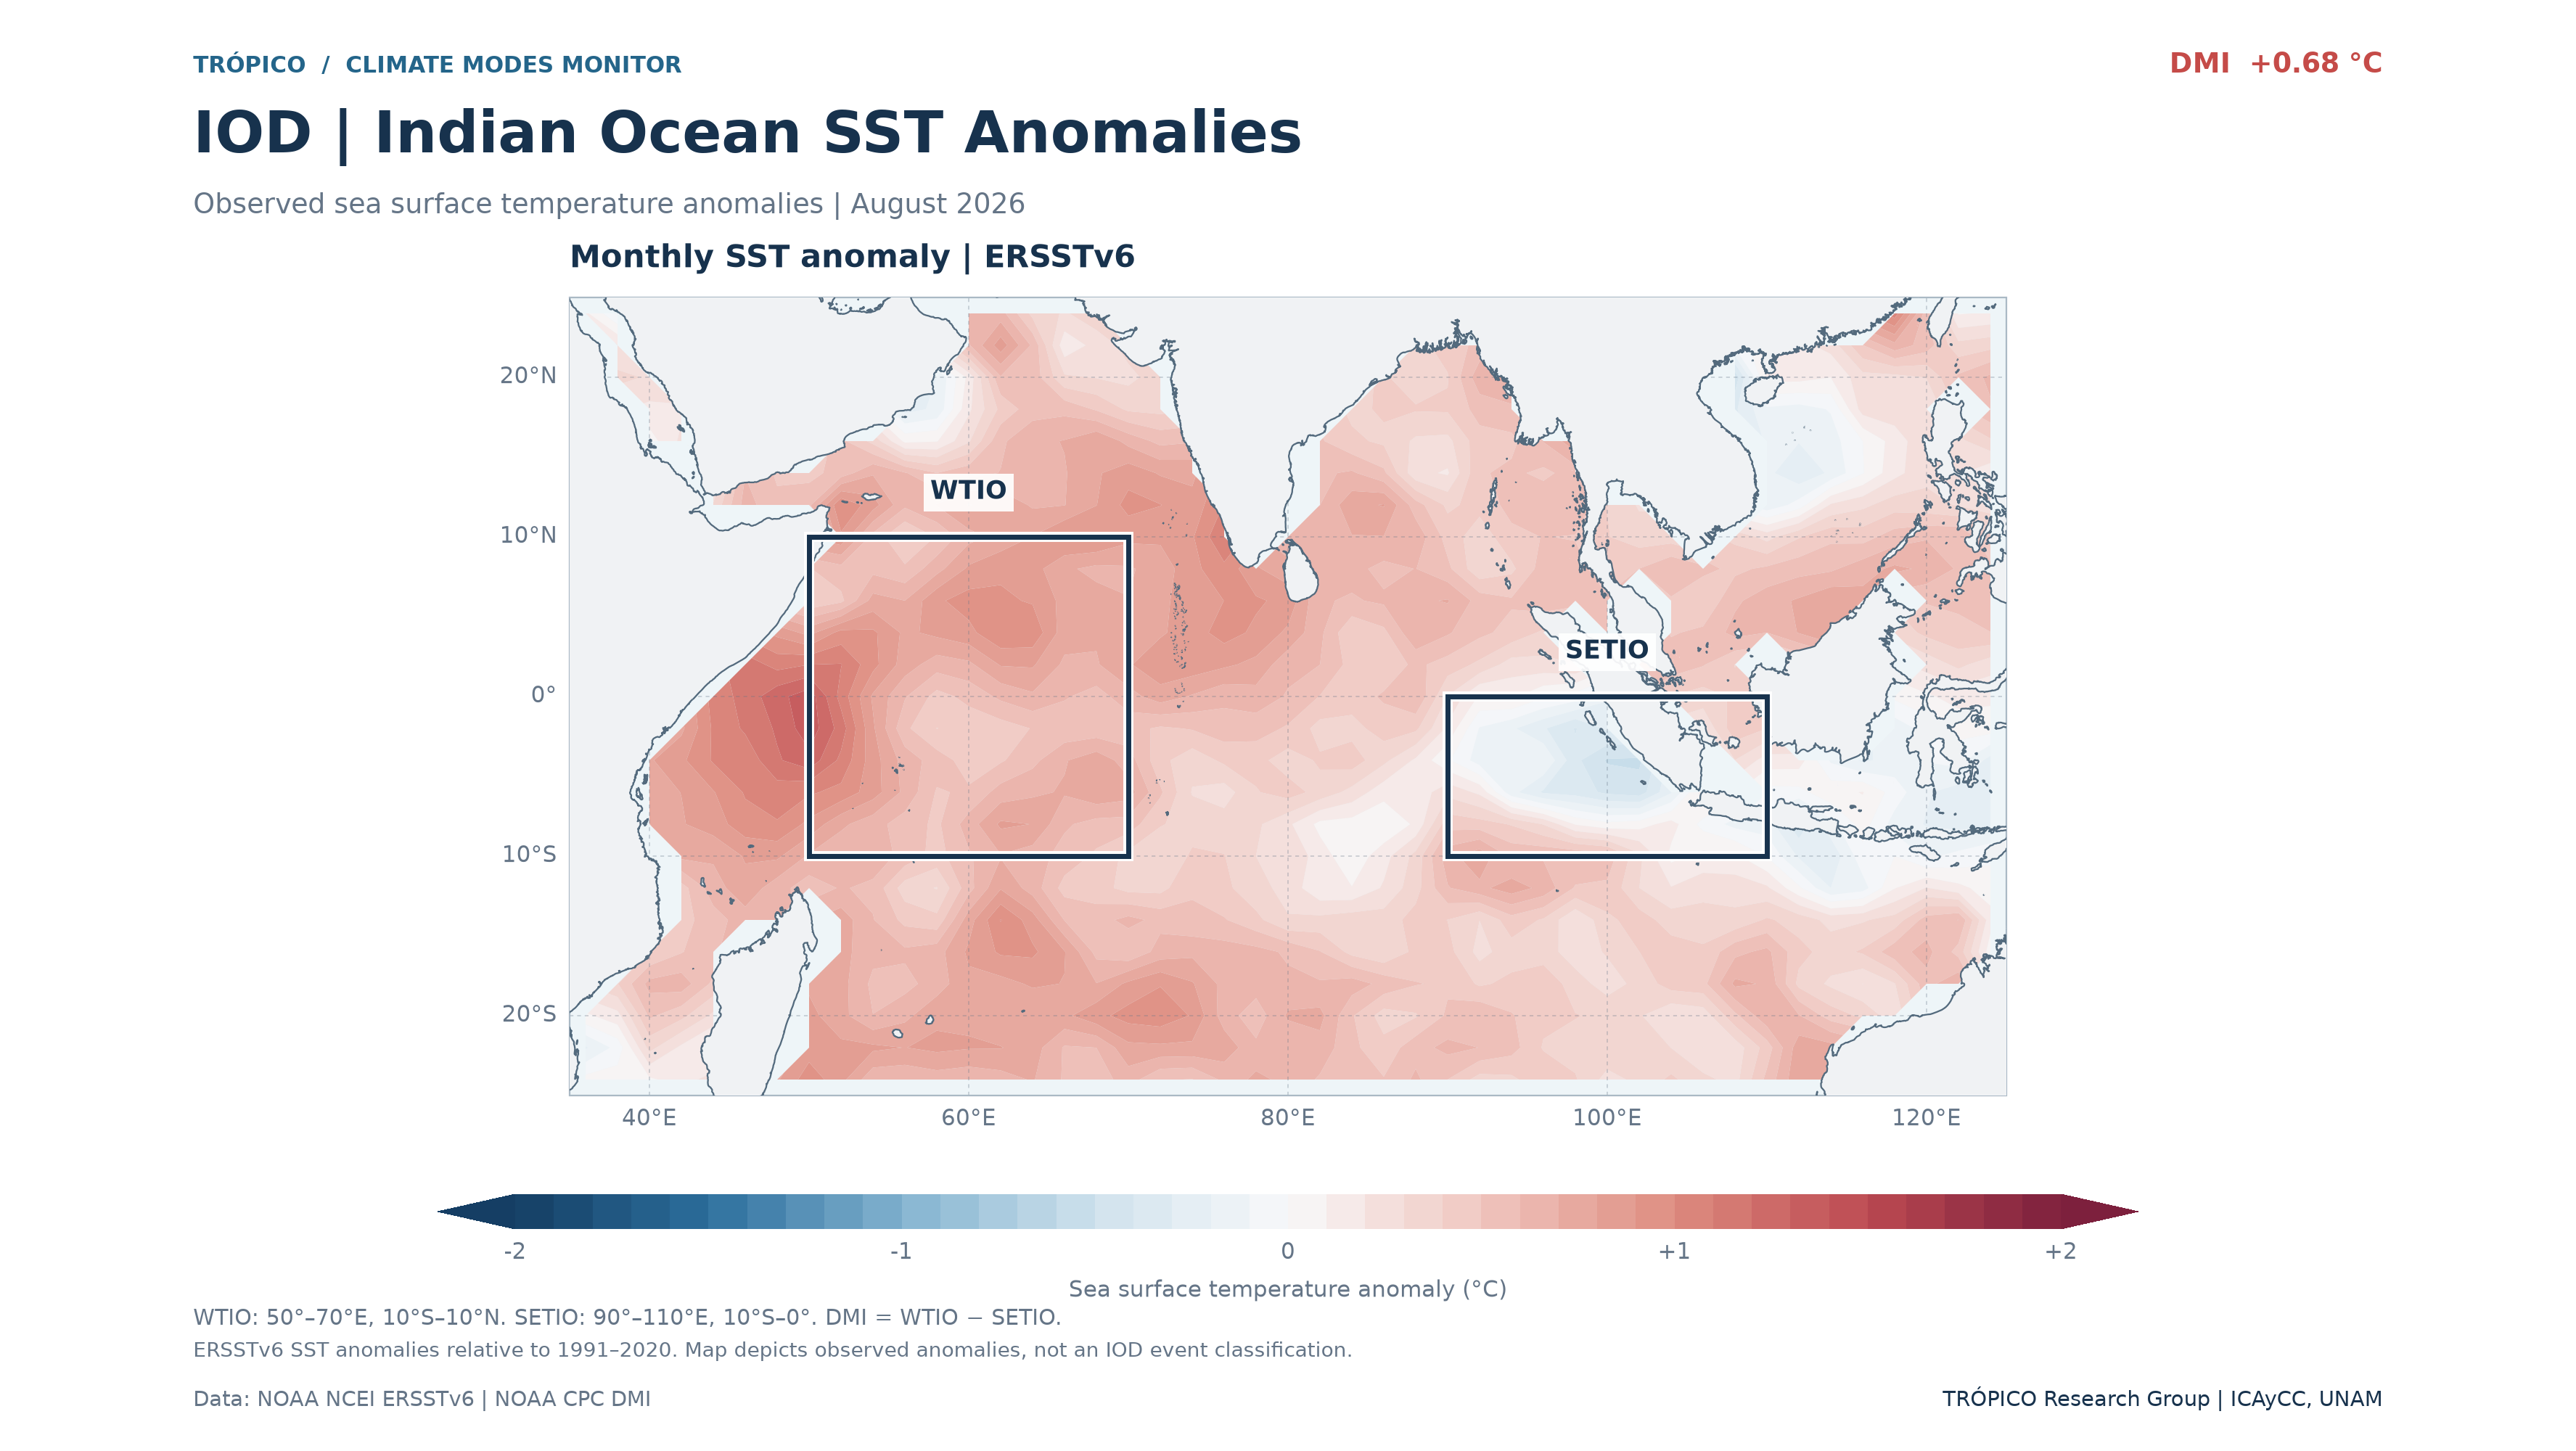 TRÓPICO / CLIMATE MODES MONITOR
DMI +0.68 °C
IOD | Indian Ocean SST Anomalies
Observed sea surface temperature anomalies | August 2026
Monthly SST anomaly | ERSSTv6
20°N
10°N
0°
10°S
20°S
WTIO
SETIO
40°E
60°E
80°E
100°E
120°E
-2
-1
0
+1
+2
Sea surface temperature anomaly (°C)
WTIO: 50°–70°E, 10°S–10°N. SETIO: 90°–110°E, 10°S–0°. DMI = WTIO − SETIO.
ERSSTv6 SST anomalies relative to 1991–2020. Map depicts observed anomalies, not an IOD event classification.
Data: NOAA NCEI ERSSTv6 | NOAA CPC DMI
TRÓPICO Research Group | ICAyCC, UNAM